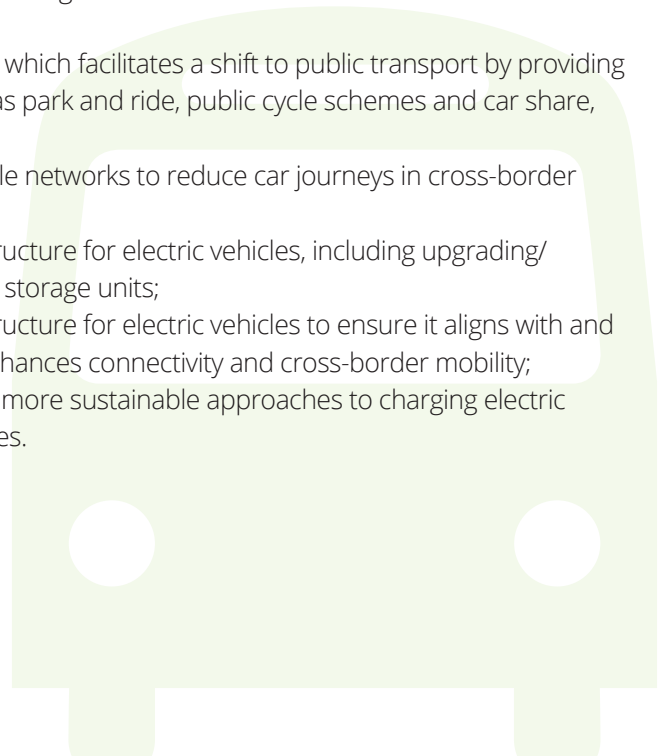 which facilitates a shift to public transport by providing
as park and ride, public cycle schemes and car share,
le networks to reduce car journeys in cross-border
ructure for electric vehicles, including upgrading/
storage units;
ructure for electric vehicles to ensure it aligns with and
hances connectivity and cross-border mobility;
more sustainable approaches to charging electric
es.